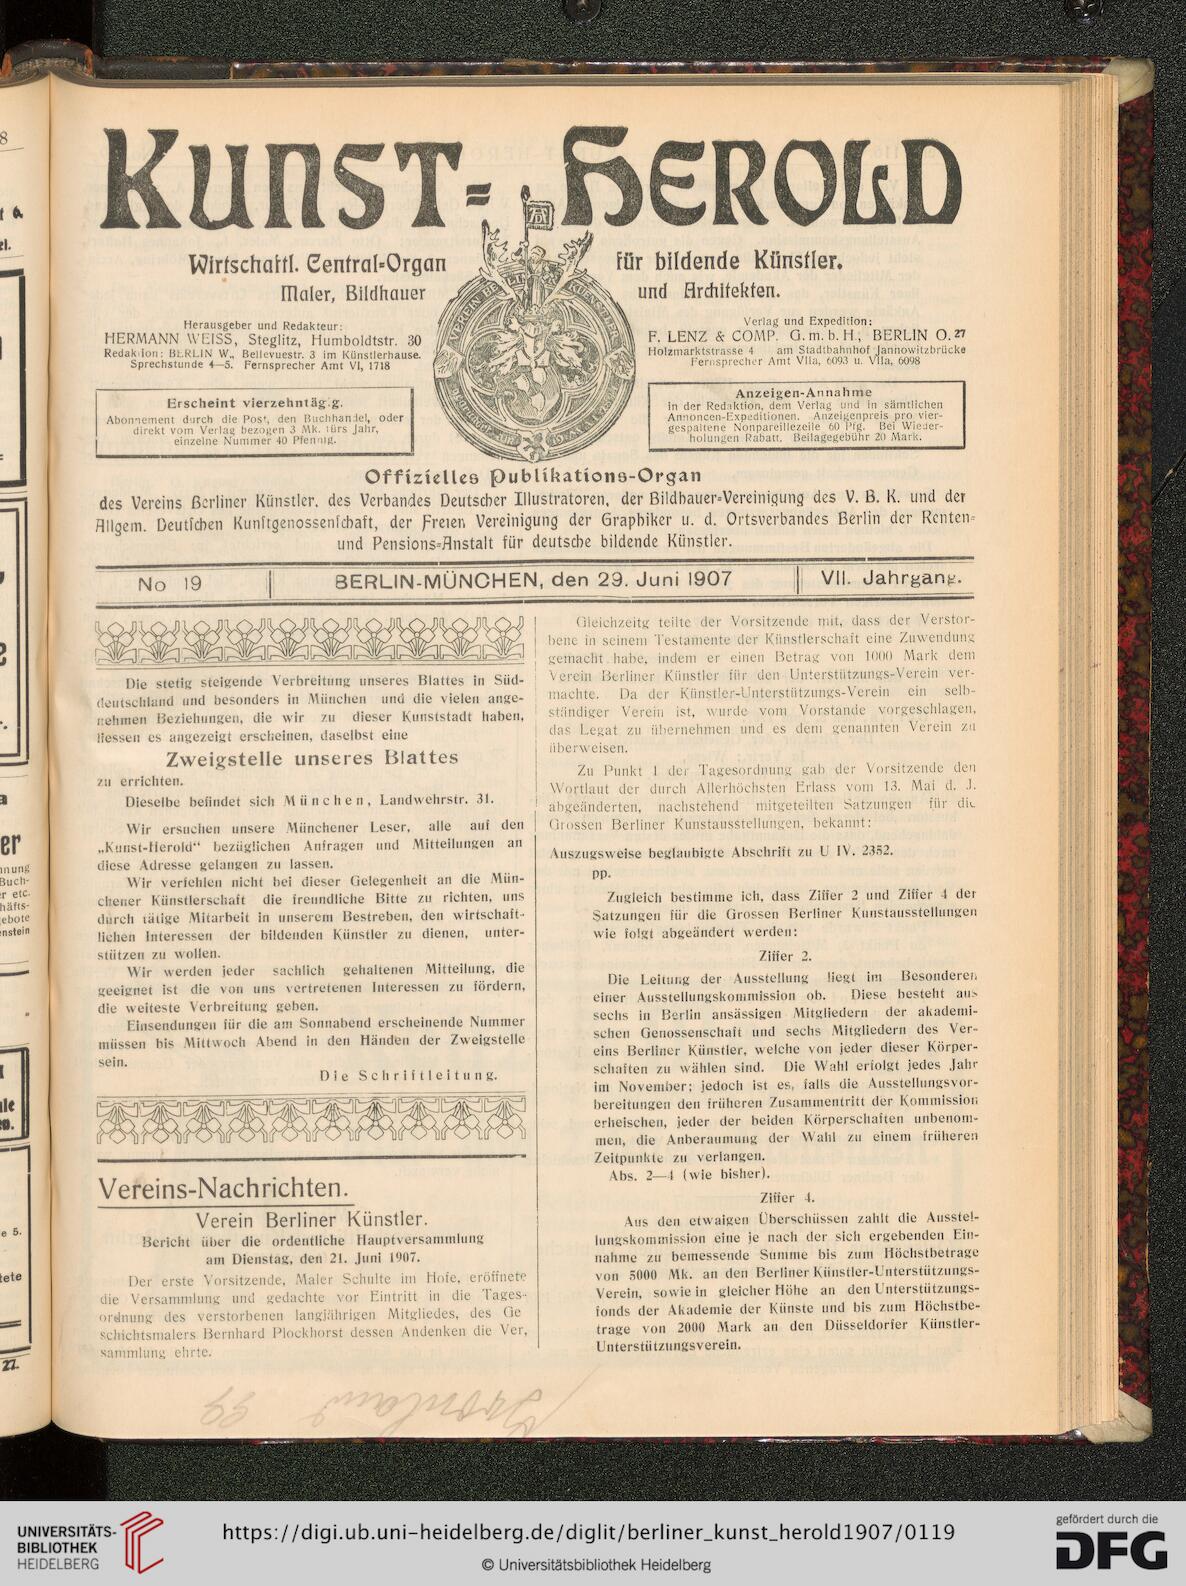 KUNST=HEROLD
Wirtschaftl. Central=Organ für bildende Künstler.
Maler, Bildhauer und Architekten.
Herausgeber und Redakteur:
HERMANN WEISS, Steglitz, Humboldtstr. 30
Redaktion: BERLIN W., Bellevuestr. 3 im Künstlerhause.
Sprechstunde 4—5. Fernsprecher Amt VI, 1718
Verlag und Expedition:
F. LENZ & COMP. G. m. b. H., BERLIN O. 27
Holzmarktstrasse 4 am Stadtbahnhof Jannowitzbrücke
Fernsprecher Amt VIIa, 6093 u. VIIa, 6098
Erscheint vierzehntägig.
Abonnement durch die Post, den Buchhandel, oder
direkt vom Verlag bezogen 3 Mk. fürs Jahr,
einzelne Nummer 40 Pfennig.
Anzeigen-Annahme
in der Redaktion, dem Verlag und in sämtlichen
Annoncen-Expeditionen. Anzeigenpreis pro vier-
gespaltene Nonpareillezeile 60 Pfg. Bei Wieder-
holungen Rabatt. Beilagegebühr 20 Mark.
VEREIN BERLINER KUENSTLER
Offizielles Publikations-Organ
des Vereins Berliner Künstler, des Verbandes Deutscher Illustratoren, der Bildhauer=Vereinigung des V. B. K. und der
Allgem. Deutschen Kunstgenossenschaft, der Freien Vereinigung der Graphiker u. d. Ortsverbandes Berlin der Renten=
und Pensions=Anstalt für deutsche bildende Künstler.
No 19 BERLIN-MÜNCHEN, den 29. Juni 1907 VII. Jahrgang.
Die stetig steigende Verbreitung unseres Blattes in Süd-
deutschland und besonders in München und die vielen ange-
nehmen Beziehungen, die wir zu dieser Kunststadt haben,
liessen es angezeigt erscheinen, daselbst eine
Zweigstelle unseres Blattes
zu errichten.
Dieselbe befindet sich München, Landwehrstr. 31.
Wir ersuchen unsere Münchener Leser, alle auf den
„Kunst-Herold“ bezüglichen Anfragen und Mitteilungen an
diese Adresse gelangen zu lassen.
Wir verfehlen nicht bei dieser Gelegenheit an die Mün-
chener Künstlerschaft die freundliche Bitte zu richten, uns
durch tätige Mitarbeit in unserem Bestreben, den wirtschaft-
lichen Interessen der bildenden Künstler zu dienen, unter-
stützen zu wollen.
Wir werden jeder sachlich gehaltenen Mitteilung, die
geeignet ist die von uns vertretenen Interessen zu fördern,
die weiteste Verbreitung geben.
Einsendungen für die am Sonnabend erscheinende Nummer
müssen bis Mittwoch Abend in den Händen der Zweigstelle
sein.
Die Schriftleitung.
Vereins-Nachrichten.
Verein Berliner Künstler.
Bericht über die ordentliche Hauptversammlung
am Dienstag, den 21. Juni 1907.
Der erste Vorsitzende, Maler Schulte im Hofe, eröffnete
die Versammlung und gedachte vor Eintritt in die Tages-
ordnung des verstorbenen langjährigen Mitgliedes, des Ge
schichtsmalers Bernhard Plockhorst dessen Andenken die Ver,
sammlung ehrte.
Gleichzeitg teilte der Vorsitzende mit, dass der Verstor-
bene in seinem Testamente der Künstlerschaft eine Zuwendung
gemacht habe, indem er einen Betrag von 1000 Mark dem
Verein Berliner Künstler für den Unterstützungs-Verein ver-
machte. Da der Künstler-Unterstützungs-Verein ein selb-
ständiger Verein ist, wurde vom Vorstande vorgeschlagen,
das Legat zu übernehmen und es dem genannten Verein zu
überweisen.
Zu Punkt 1 der Tagesordnung gab der Vorsitzende den
Wortlaut der durch Allerhöchsten Erlass vom 13. Mai d. J.
abgeänderten, nachstehend mitgeteilten Satzungen für die
Grossen Berliner Kunstausstellungen, bekannt:
Auszugsweise beglaubigte Abschrift zu U IV. 2352.
pp.
Zugleich bestimme ich, dass Ziffer 2 und Ziffer 4 der
Satzungen für die Grossen Berliner Kunstausstellungen
wie folgt abgeändert werden:
Ziffer 2.
Die Leitung der Ausstellung liegt im Besonderen
einer Ausstellungskommission ob. Diese besteht aus
sechs in Berlin ansässigen Mitgliedern der akademi-
schen Genossenschaft und sechs Mitgliedern des Ver-
eins Berliner Künstler, welche von jeder dieser Körper-
schaften zu wählen sind. Die Wahl erfolgt jedes Jahr
im November; jedoch ist es, falls die Ausstellungsvor-
bereitungen den früheren Zusammentritt der Kommission
erheischen, jeder der beiden Körperschaften unbenom-
men, die Anberaumung der Wahl zu einem früheren
Zeitpunkte zu verlangen.
Abs. 2—4 (wie bisher).
Ziffer 4.
Aus den etwaigen Überschüssen zahlt die Ausstel-
lungskommission eine je nach der sich ergebenden Ein-
nahme zu bemessende Summe bis zum Höchstbetrage
von 5000 Mk. an den Berliner Künstler-Unterstützungs-
Verein, sowie in gleicher Höhe an den Unterstützungs-
fonds der Akademie der Künste und bis zum Höchstbe-
trage von 2000 Mark an den Düsseldorfer Künstler-
Unterstützungsverein.
UNIVERSITÄTS-
BIBLIOTHEK
HEIDELBERG
https://digi.ub.uni-heidelberg.de/diglit/berliner_kunst_herold1907/0119
© Universitätsbibliothek Heidelberg
gefördert durch die
DFG